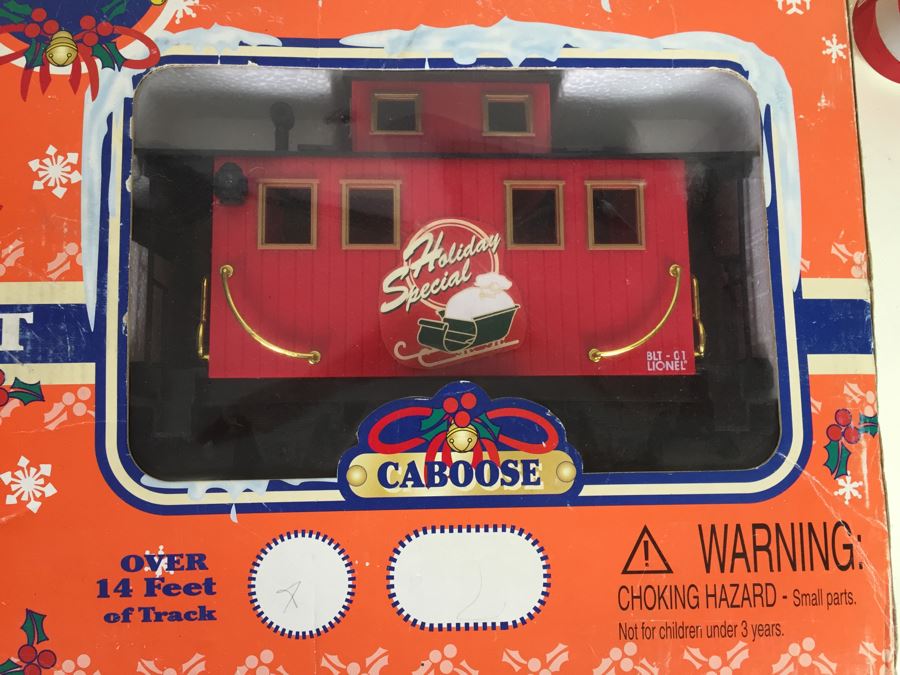 Holiday
Special
BLT - 01
LIONEL
T
CABOOSE
OVER
14 Feet
of Track
WARNING:
CHOKING HAZARD - Small parts.
Not for children under 3 years.